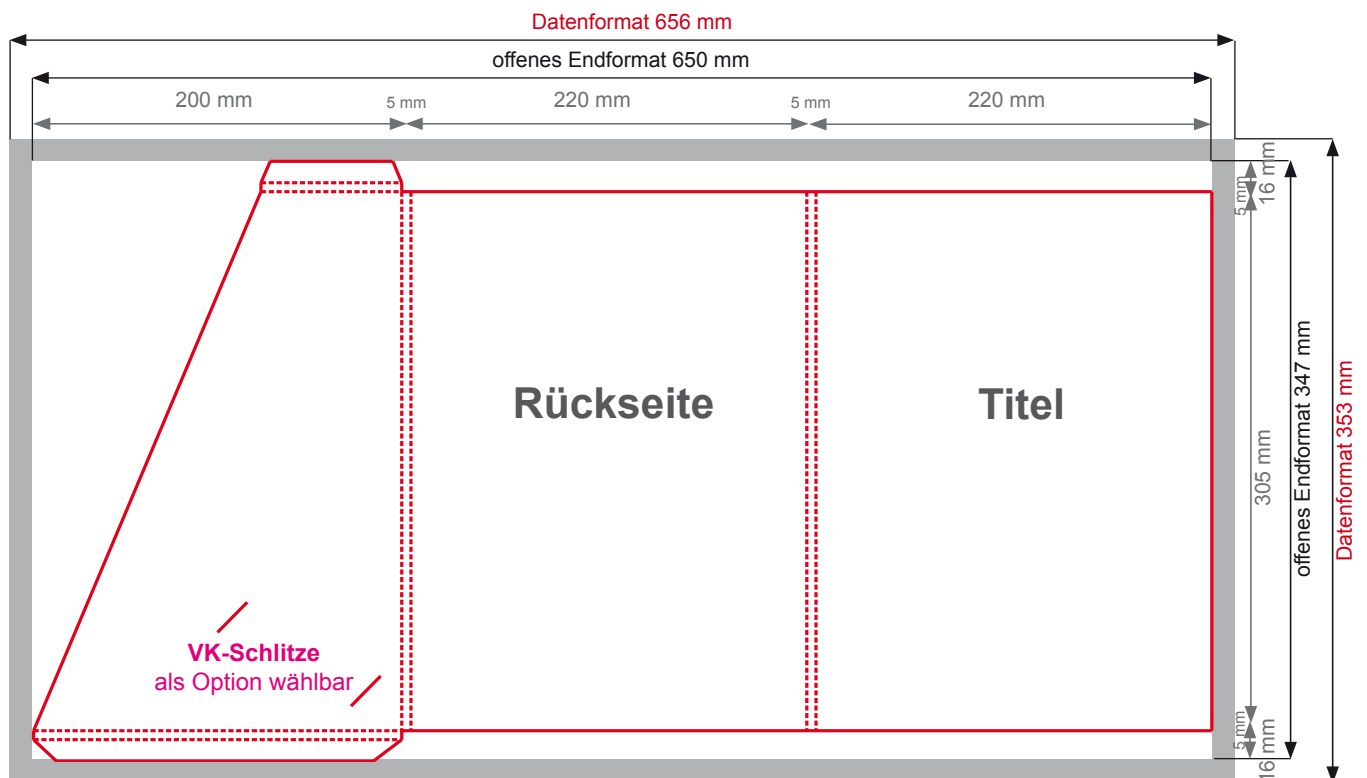 Datenformat 656 mm
offenes Endformat 650 mm
200 mm
5 mm
220 mm
5 mm
220 mm
16 mm
5 mm
Rückseite
Titel
305 mm
offenes Endformat 347 mm
Datenformat 353 mm
VK-Schlitze
als Option wählbar
5 mm
16 mm